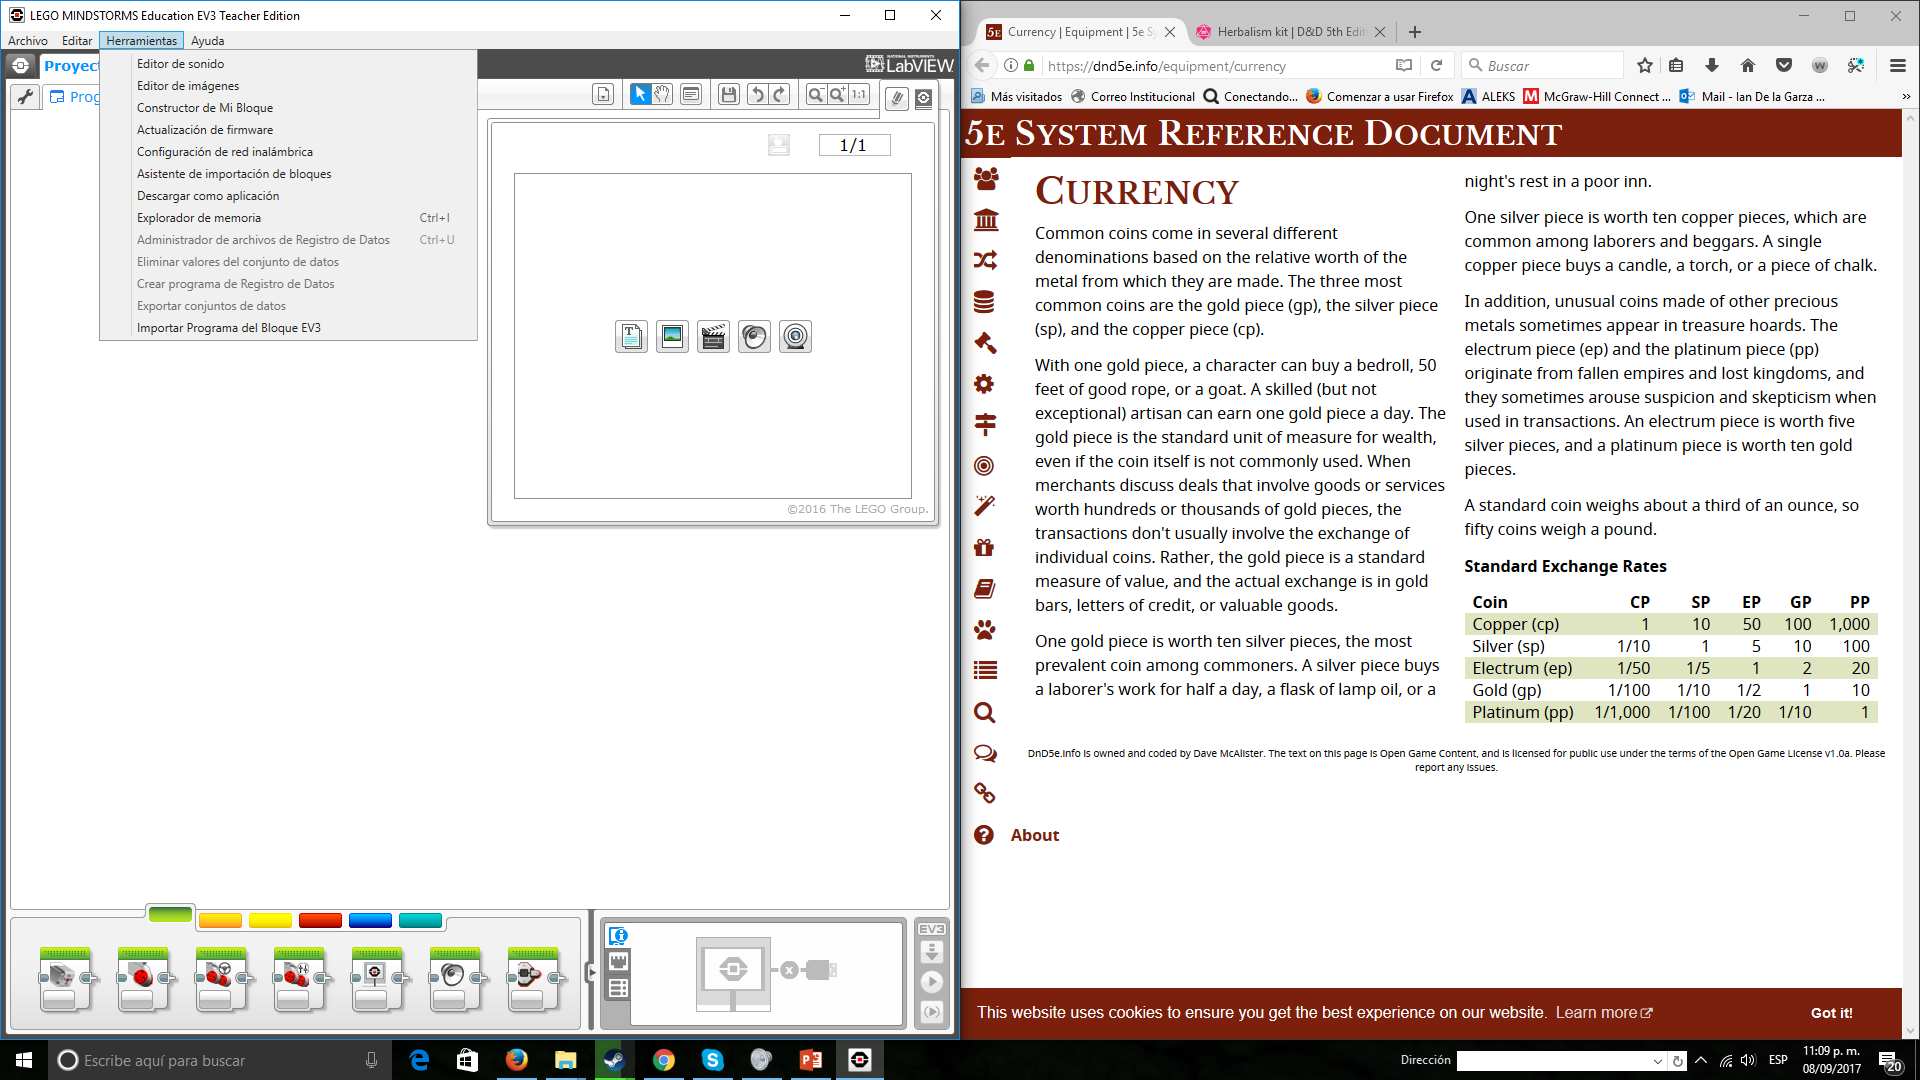 LEGO MINDSTORMS Education EV3 Teacher Edition
Archivo Editar Herramientas Ayuda
Editor de sonido
Editor de imágenes
Constructor de Mi Bloque
Actualización de firmware
Configuración de red inalámbrica
Asistente de importación de bloques
Descargar como aplicación
Explorador de memoria Ctrl+I
Administrador de archivos de Registro de Datos Ctrl+U
Eliminar valores del conjunto de datos
Crear programa de Registro de Datos
Exportar conjuntos de datos
Importar Programa del Bloque EV3
Proyec
Prog
NATIONAL INSTRUMENTS
LabVIEW
1:1
1/1
©2016 The LEGO Group.
EV3
Currency | Equipment | 5e Sy
Herbalism kit | D&D 5th Edit
https://dnd5e.info/equipment/currency
Buscar
Más visitados Correo Institucional Conectando... Comenzar a usar Firefox ALEKS McGraw-Hill Connect ... Mail - Ian De la Garza ...
5E SYSTEM REFERENCE DOCUMENT
CURRENCY
Common coins come in several different
denominations based on the relative worth of the
metal from which they are made. The three most
common coins are the gold piece (gp), the silver piece
(sp), and the copper piece (cp).
With one gold piece, a character can buy a bedroll, 50
feet of good rope, or a goat. A skilled (but not
exceptional) artisan can earn one gold piece a day. The
gold piece is the standard unit of measure for wealth,
even if the coin itself is not commonly used. When
merchants discuss deals that involve goods or services
worth hundreds or thousands of gold pieces, the
transactions don't usually involve the exchange of
individual coins. Rather, the gold piece is a standard
measure of value, and the actual exchange is in gold
bars, letters of credit, or valuable goods.
One gold piece is worth ten silver pieces, the most
prevalent coin among commoners. A silver piece buys
a laborer's work for half a day, a flask of lamp oil, or a
night's rest in a poor inn.
One silver piece is worth ten copper pieces, which are
common among laborers and beggars. A single
copper piece buys a candle, a torch, or a piece of chalk.
In addition, unusual coins made of other precious
metals sometimes appear in treasure hoards. The
electrum piece (ep) and the platinum piece (pp)
originate from fallen empires and lost kingdoms, and
they sometimes arouse suspicion and skepticism when
used in transactions. An electrum piece is worth five
silver pieces, and a platinum piece is worth ten gold
pieces.
A standard coin weighs about a third of an ounce, so
fifty coins weigh a pound.
Standard Exchange Rates
Coin CP SP EP GP PP
Copper (cp) 1 10 50 100 1,000
Silver (sp) 1/10 1 5 10 100
Electrum (ep) 1/50 1/5 1 2 20
Gold (gp) 1/100 1/10 1/2 1 10
Platinum (pp) 1/1,000 1/100 1/20 1/10 1
DnD5e.info is owned and coded by Dave McAlister. The text on this page is Open Game Content, and is licensed for public use under the terms of the Open Game License v1.0a. Please
report any issues.
About
This website uses cookies to ensure you get the best experience on our website. Learn more
Got it!
Escribe aquí para buscar
Dirección
ESP
11:09 p. m.
08/09/2017
20